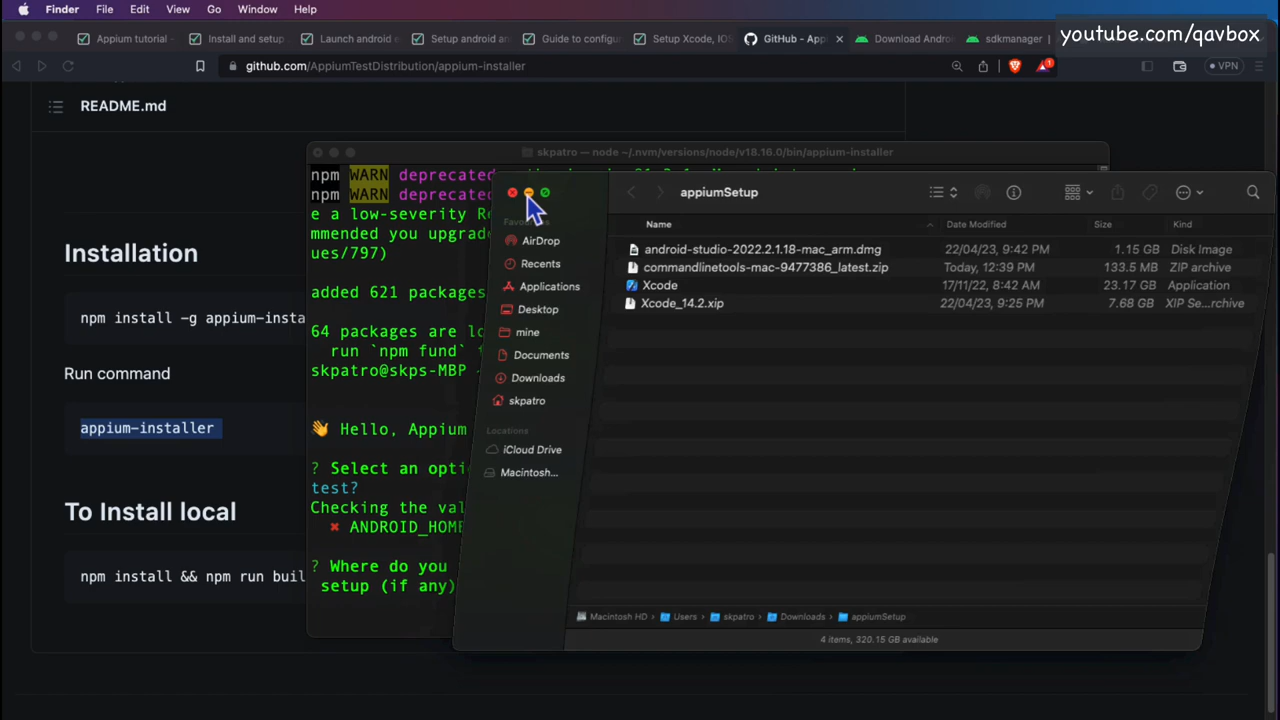 Finder File Edit View Go Window Help
youtube.com/qavbox
Appium tutorial - Install and setup Launch android e Setup android an Guide to configu Setup Xcode, IOS GitHub - App Download Andro sdkmanager
github.com/AppiumTestDistribution/appium-installer 1 VPN
README.md
Installation
npm install -g appium-insta
Run command
appium-installer
To Install local
npm install && npm run buil
skpatro — node ~/.nvm/versions/node/v18.16.0/bin/appium-installer
npm WARN deprecated
npm WARN deprecated
e a low-severity Re
mmended you upgrade
ues/797)
added 621 packages
64 packages are lo
run `npm fund` f
skpatro@skps-MBP ~
👋 Hello, Appium
? Select an opti
test?
Checking the val
✖ ANDROID_HOME
? Where do you
setup (if any)
appiumSetup
Favourites
AirDrop
Recents
Applications
Desktop
mine
Documents
Downloads
skpatro
Locations
iCloud Drive
Macintosh...
Name Date Modified Size Kind
android-studio-2022.2.1.18-mac_arm.dmg 22/04/23, 9:42 PM 1.15 GB Disk Image
commandlinetools-mac-9477386_latest.zip Today, 12:39 PM 133.5 MB ZIP archive
Xcode 17/11/22, 8:42 AM 23.17 GB Application
Xcode_14.2.xip 22/04/23, 9:25 PM 7.68 GB XIP Se...rchive
Macintosh HD Users skpatro Downloads appiumSetup
4 items, 320.15 GB available